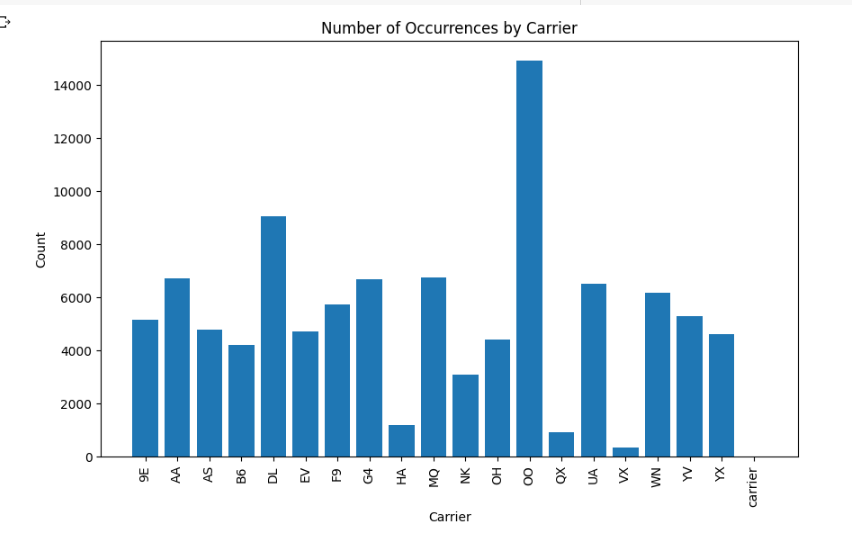 Number of Occurrences by Carrier
14000
12000
10000
8000
6000
4000
2000
0
Count
9E AA AS B6 DL EV F9 G4 HA MQ NK OH OO QX UA VX WN YV YX carrier
Carrier